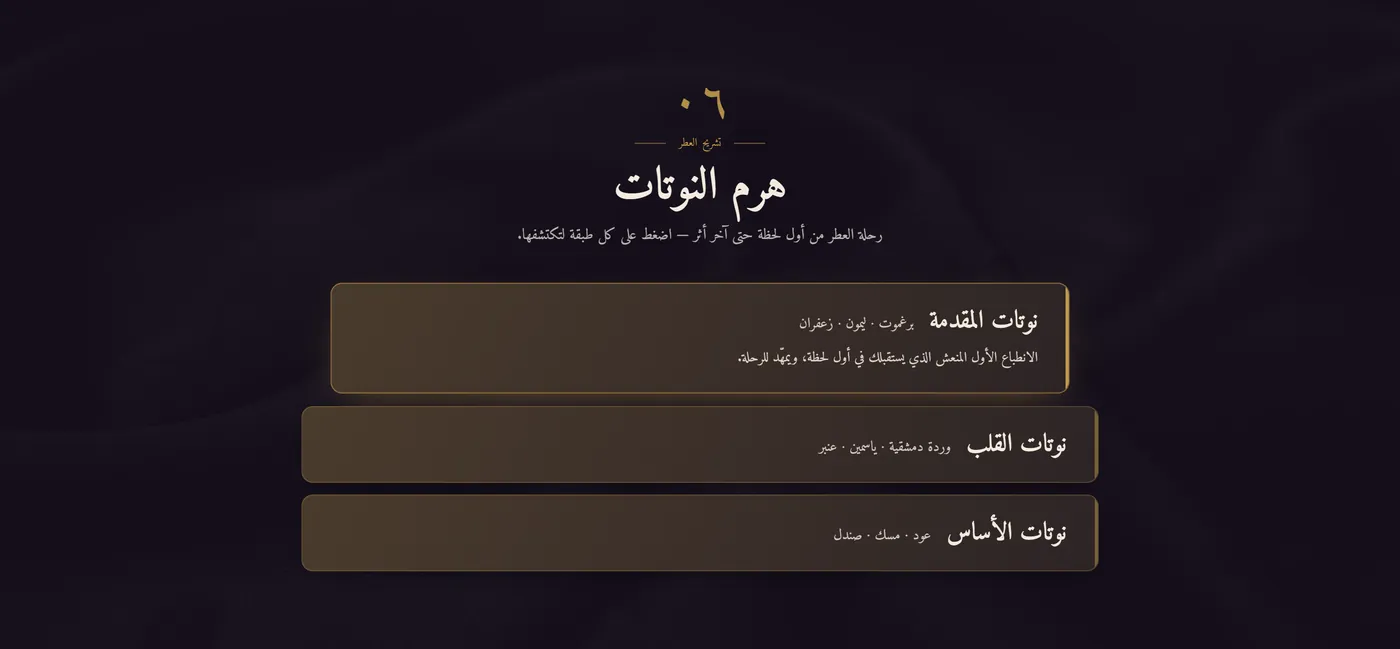 ٠٦
تشريح العطر
هرم النوتات
رحلة العطر من أول لحظة حتى آخر أثر — اضغط على كل طبقة لتكتشفها.
نوتات المقدمة برغموت · ليمون · زعفران
الانطباع الأول المنعش الذي يستقبلك في أول لحظة، ويمهّد للرحلة.
نوتات القلب وردة دمشقية · ياسمين · عنبر
نوتات الأساس عود · مسك · صندل